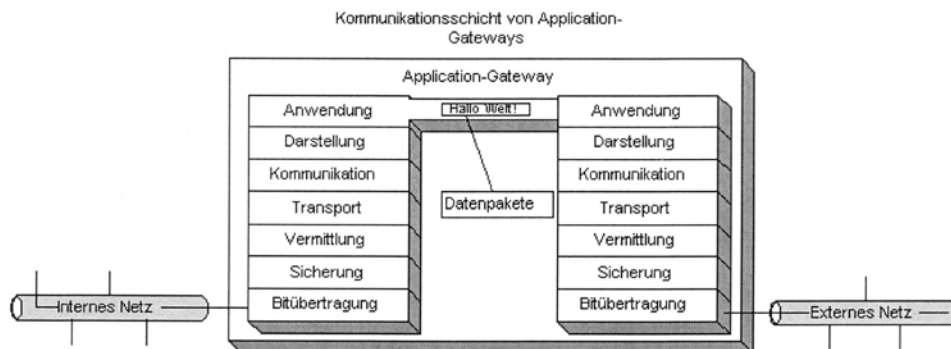 Kommunikationsschicht von Application-
Gateways
Application-Gateway
Anwendung
Hallo Welt!
Anwendung
Darstellung
Darstellung
Kommunikation
Kommunikation
Datenpakete
Transport
Transport
Vermittlung
Vermittlung
Sicherung
Sicherung
Internes Netz
Bitübertragung
Bitübertragung
Externes Netz